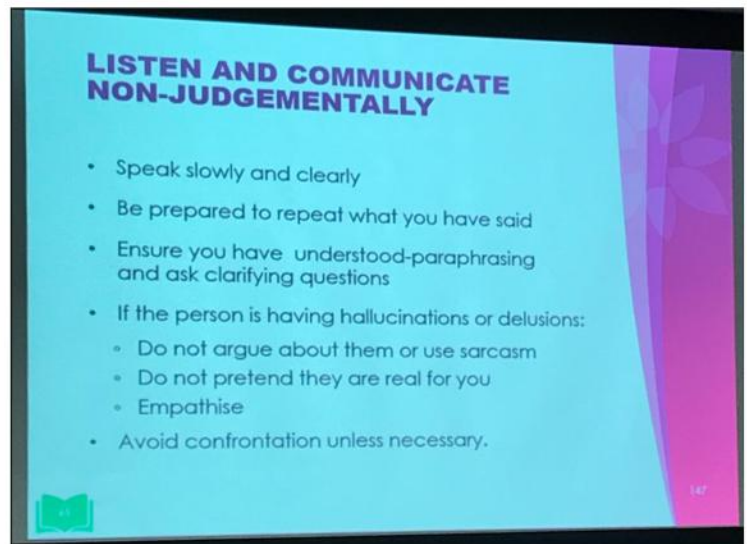 LISTEN AND COMMUNICATE
NON-JUDGEMENTALLY
• Speak slowly and clearly
• Be prepared to repeat what you have said
• Ensure you have understood-paraphrasing
and ask clarifying questions
• If the person is having hallucinations or delusions:
• Do not argue about them or use sarcasm
• Do not pretend they are real for you
• Empathise
• Avoid confrontation unless necessary.
147